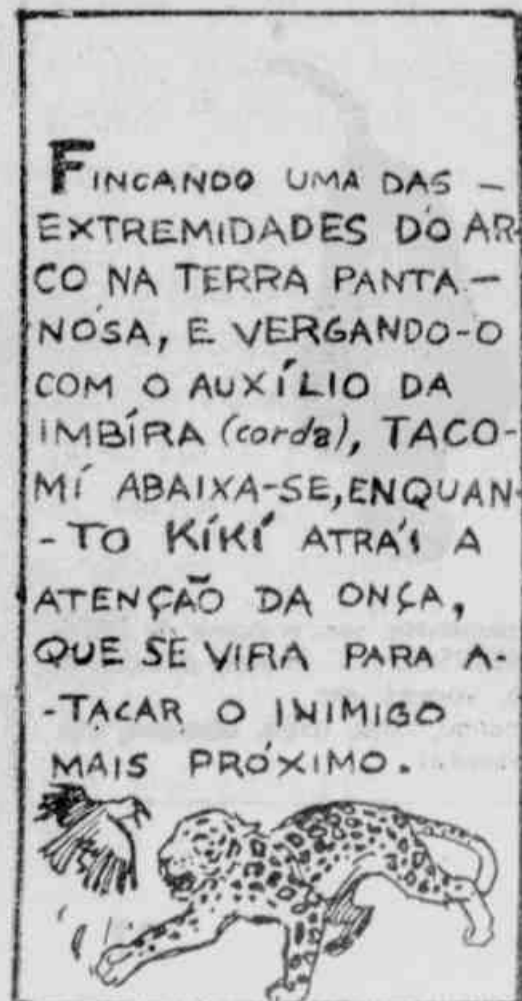 FINCANDO UMA DAS -
EXTREMIDADES DO AR-
CO NA TERRA PANTA-
NOSA, E VERGANDO-O
COM O AUXÍLIO DA
IMBÍRA (corda), TACO-
MÍ ABAIXA-SE, ENQUAN-
-TO KÍKÍ ATRÁI A
ATENÇÃO DA ONÇA,
QUE SE VIRA PARA A-
-TACAR O INIMIGO
MAIS PRÓXIMO.